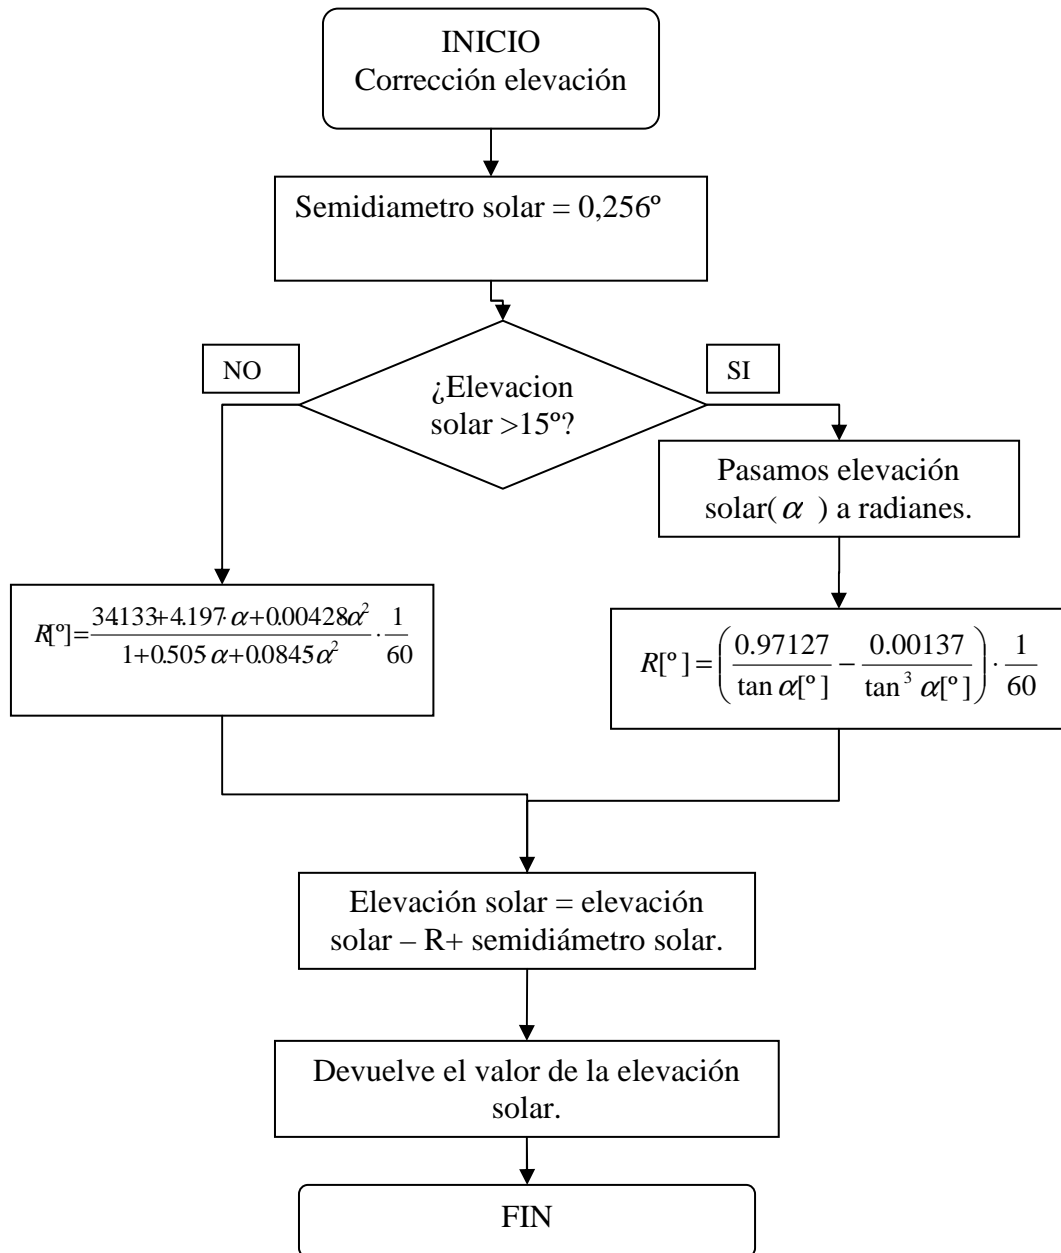 INICIO
Corrección elevación
Semidiametro solar = 0,256º
NO
SI
¿Elevacion
solar >15º?
Pasamos elevación
solar( α ) a radianes.
R[º]=(34.133+4.197·α+0.00428α²)/(1+0.505α+0.0845α²)·1/60
R[º]=(0.97127/tan α[º] − 0.00137/tan³ α[º])·1/60
Elevación solar = elevación
solar – R+ semidiámetro solar.
Devuelve el valor de la elevación
solar.
FIN